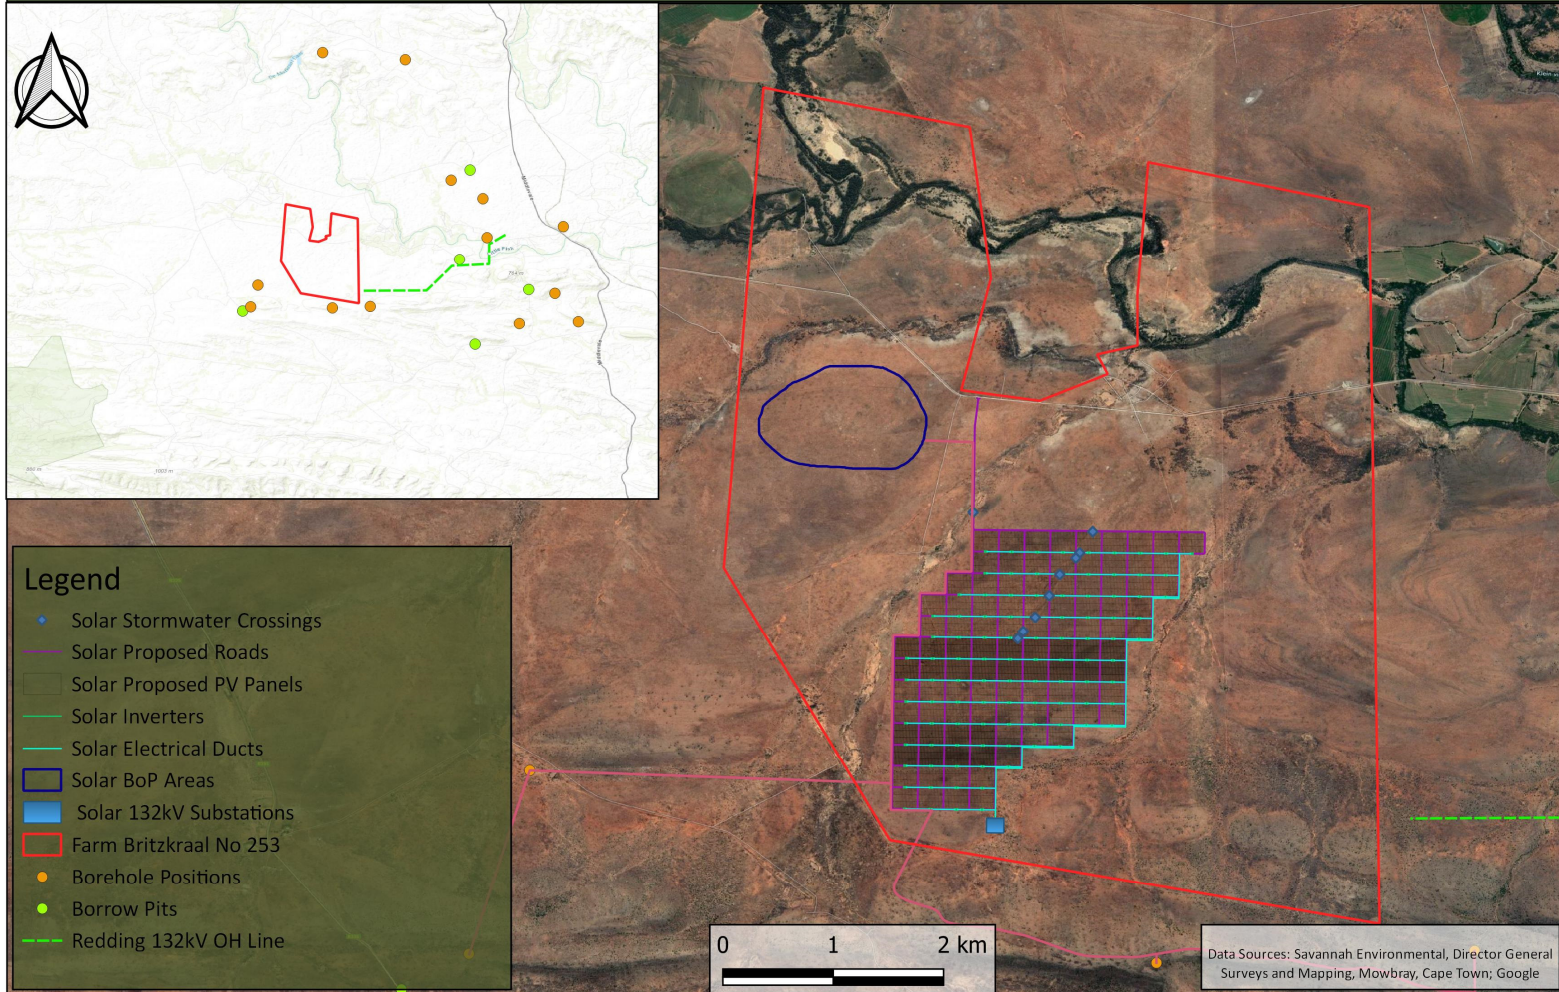 794 m
1003 m
Legend
Solar Stormwater Crossings
Solar Proposed Roads
Solar Proposed PV Panels
Solar Inverters
Solar Electrical Ducts
Solar BoP Areas
Solar 132kV Substations
Farm Britzkraal No 253
Borehole Positions
Borrow Pits
Redding 132kV OH Line
0 1 2 km
Data Sources: Savannah Environmental, Director General
Surveys and Mapping, Mowbray, Cape Town; Google